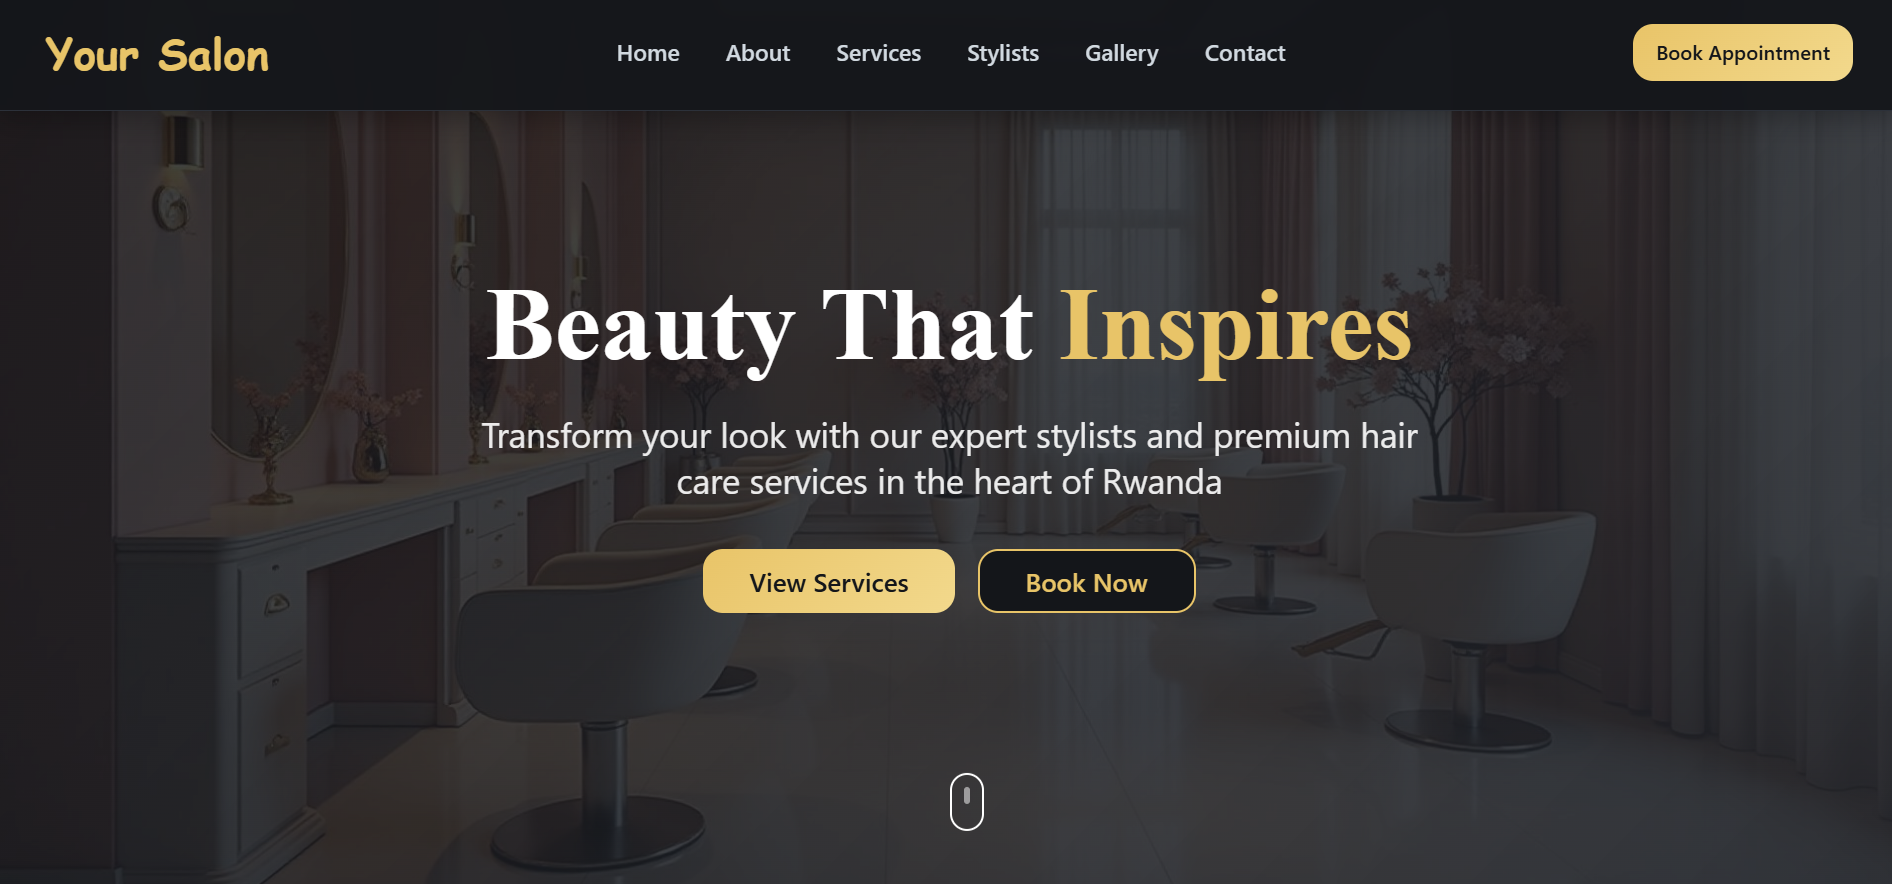 Your Salon
Home
About
Services
Stylists
Gallery
Contact
Book Appointment
Beauty That Inspires
Transform your look with our expert stylists and premium hair
care services in the heart of Rwanda
View Services
Book Now